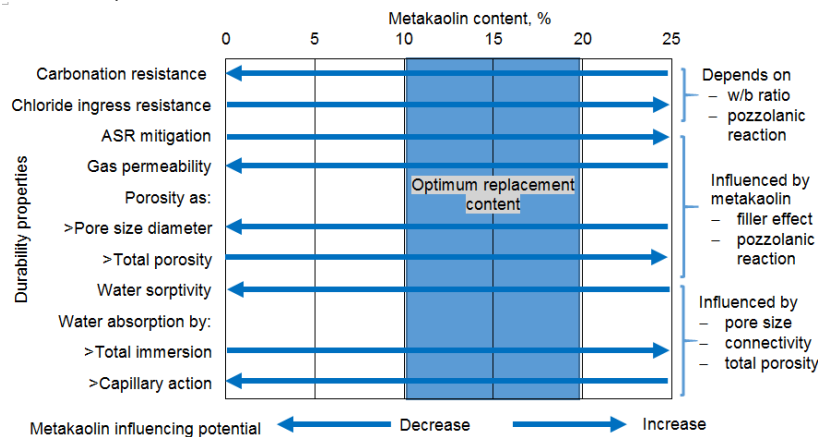 Metakaolin content, %
0 5 10 15 20 25
Durability properties
Carbonation resistance
Chloride ingress resistance
ASR mitigation
Gas permeability
Porosity as:
>Pore size diameter
>Total porosity
Water sorptivity
Water absorption by:
>Total immersion
>Capillary action
Optimum replacement
content
Depends on
– w/b ratio
– pozzolanic
reaction
Influenced by
metakaolin
– filler effect
– pozzolanic
reaction
Influenced by
– pore size
– connectivity
– total porosity
Metakaolin influencing potential Decrease Increase